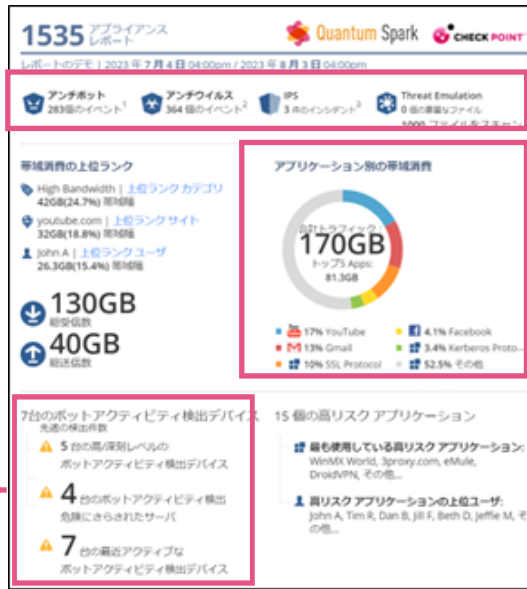 1535 アプライアンス
レポート
Quantum Spark
CHECK POINT
レポートのデモ | 2023 年 7 月 4 日 04:00pm / 2023 年 8 月 3 日 04:00pm
アンチボット
283個のイベント1
アンチウイルス
364 個のイベント2
IPS
3 件のインシデント3
Threat Emulation
0 個の悪質なファイル
1000 ファイルをスキャン
帯域消費の上位ランク
High Bandwidth | 上位ランク カテゴリ
42GB(24.7%) 帯域幅
youtube.com | 上位ランク サイト
32GB(18.8%) 帯域幅
John A | 上位ランク ユーザ
26.3GB(15.4%) 帯域幅
130GB
総受信数
40GB
総送信数
アプリケーション別の帯域消費
合計トラフィック:
170GB
トップ5 Apps:
81.3GB
17% YouTube
4.1% Facebook
13% Gmail
3.4% Kerberos Proto...
10% SSL Protocol
52.5% その他
7台のボットアクティビティ検出デバイス
先週の検出件数
5 台の高/深刻レベルの
ボットアクティビティ検出デバイス
4 台のボットアクティビティ検出
危険にさらされたサーバ
7 台の最近アクティブな
ボットアクティビティ検出デバイス
15 個の高リスク アプリケーション
最も使用している高リスク アプリケーション:
WinMX World, 3proxy.com, eMule,
DroidVPN, その他...
高リスク アプリケーションの上位ユーザ:
John A, Tim R, Dan B, Jill F, Beth D, Jeffie M, そ
の他...